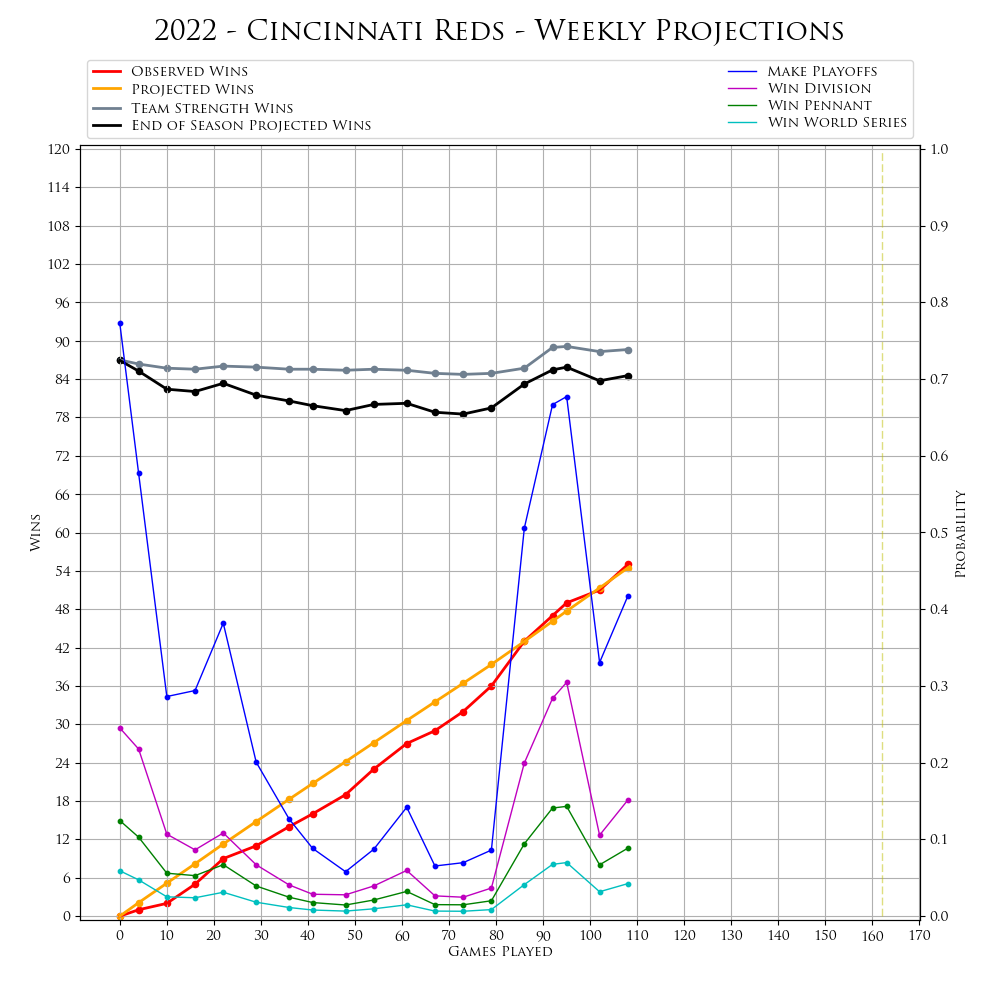 2022 - Cincinnati Reds - Weekly Projections
Observed Wins
Projected Wins
Team Strength Wins
End of Season Projected Wins
Make Playoffs
Win Division
Win Pennant
Win World Series
120
114
108
102
96
90
84
78
72
66
60
54
48
42
36
30
24
18
12
6
0
Wins
1.0
0.9
0.8
0.7
0.6
0.5
0.4
0.3
0.2
0.1
0.0
Probability
0 10 20 30 40 50 60 70 80 90 100 110 120 130 140 150 160 170
Games Played